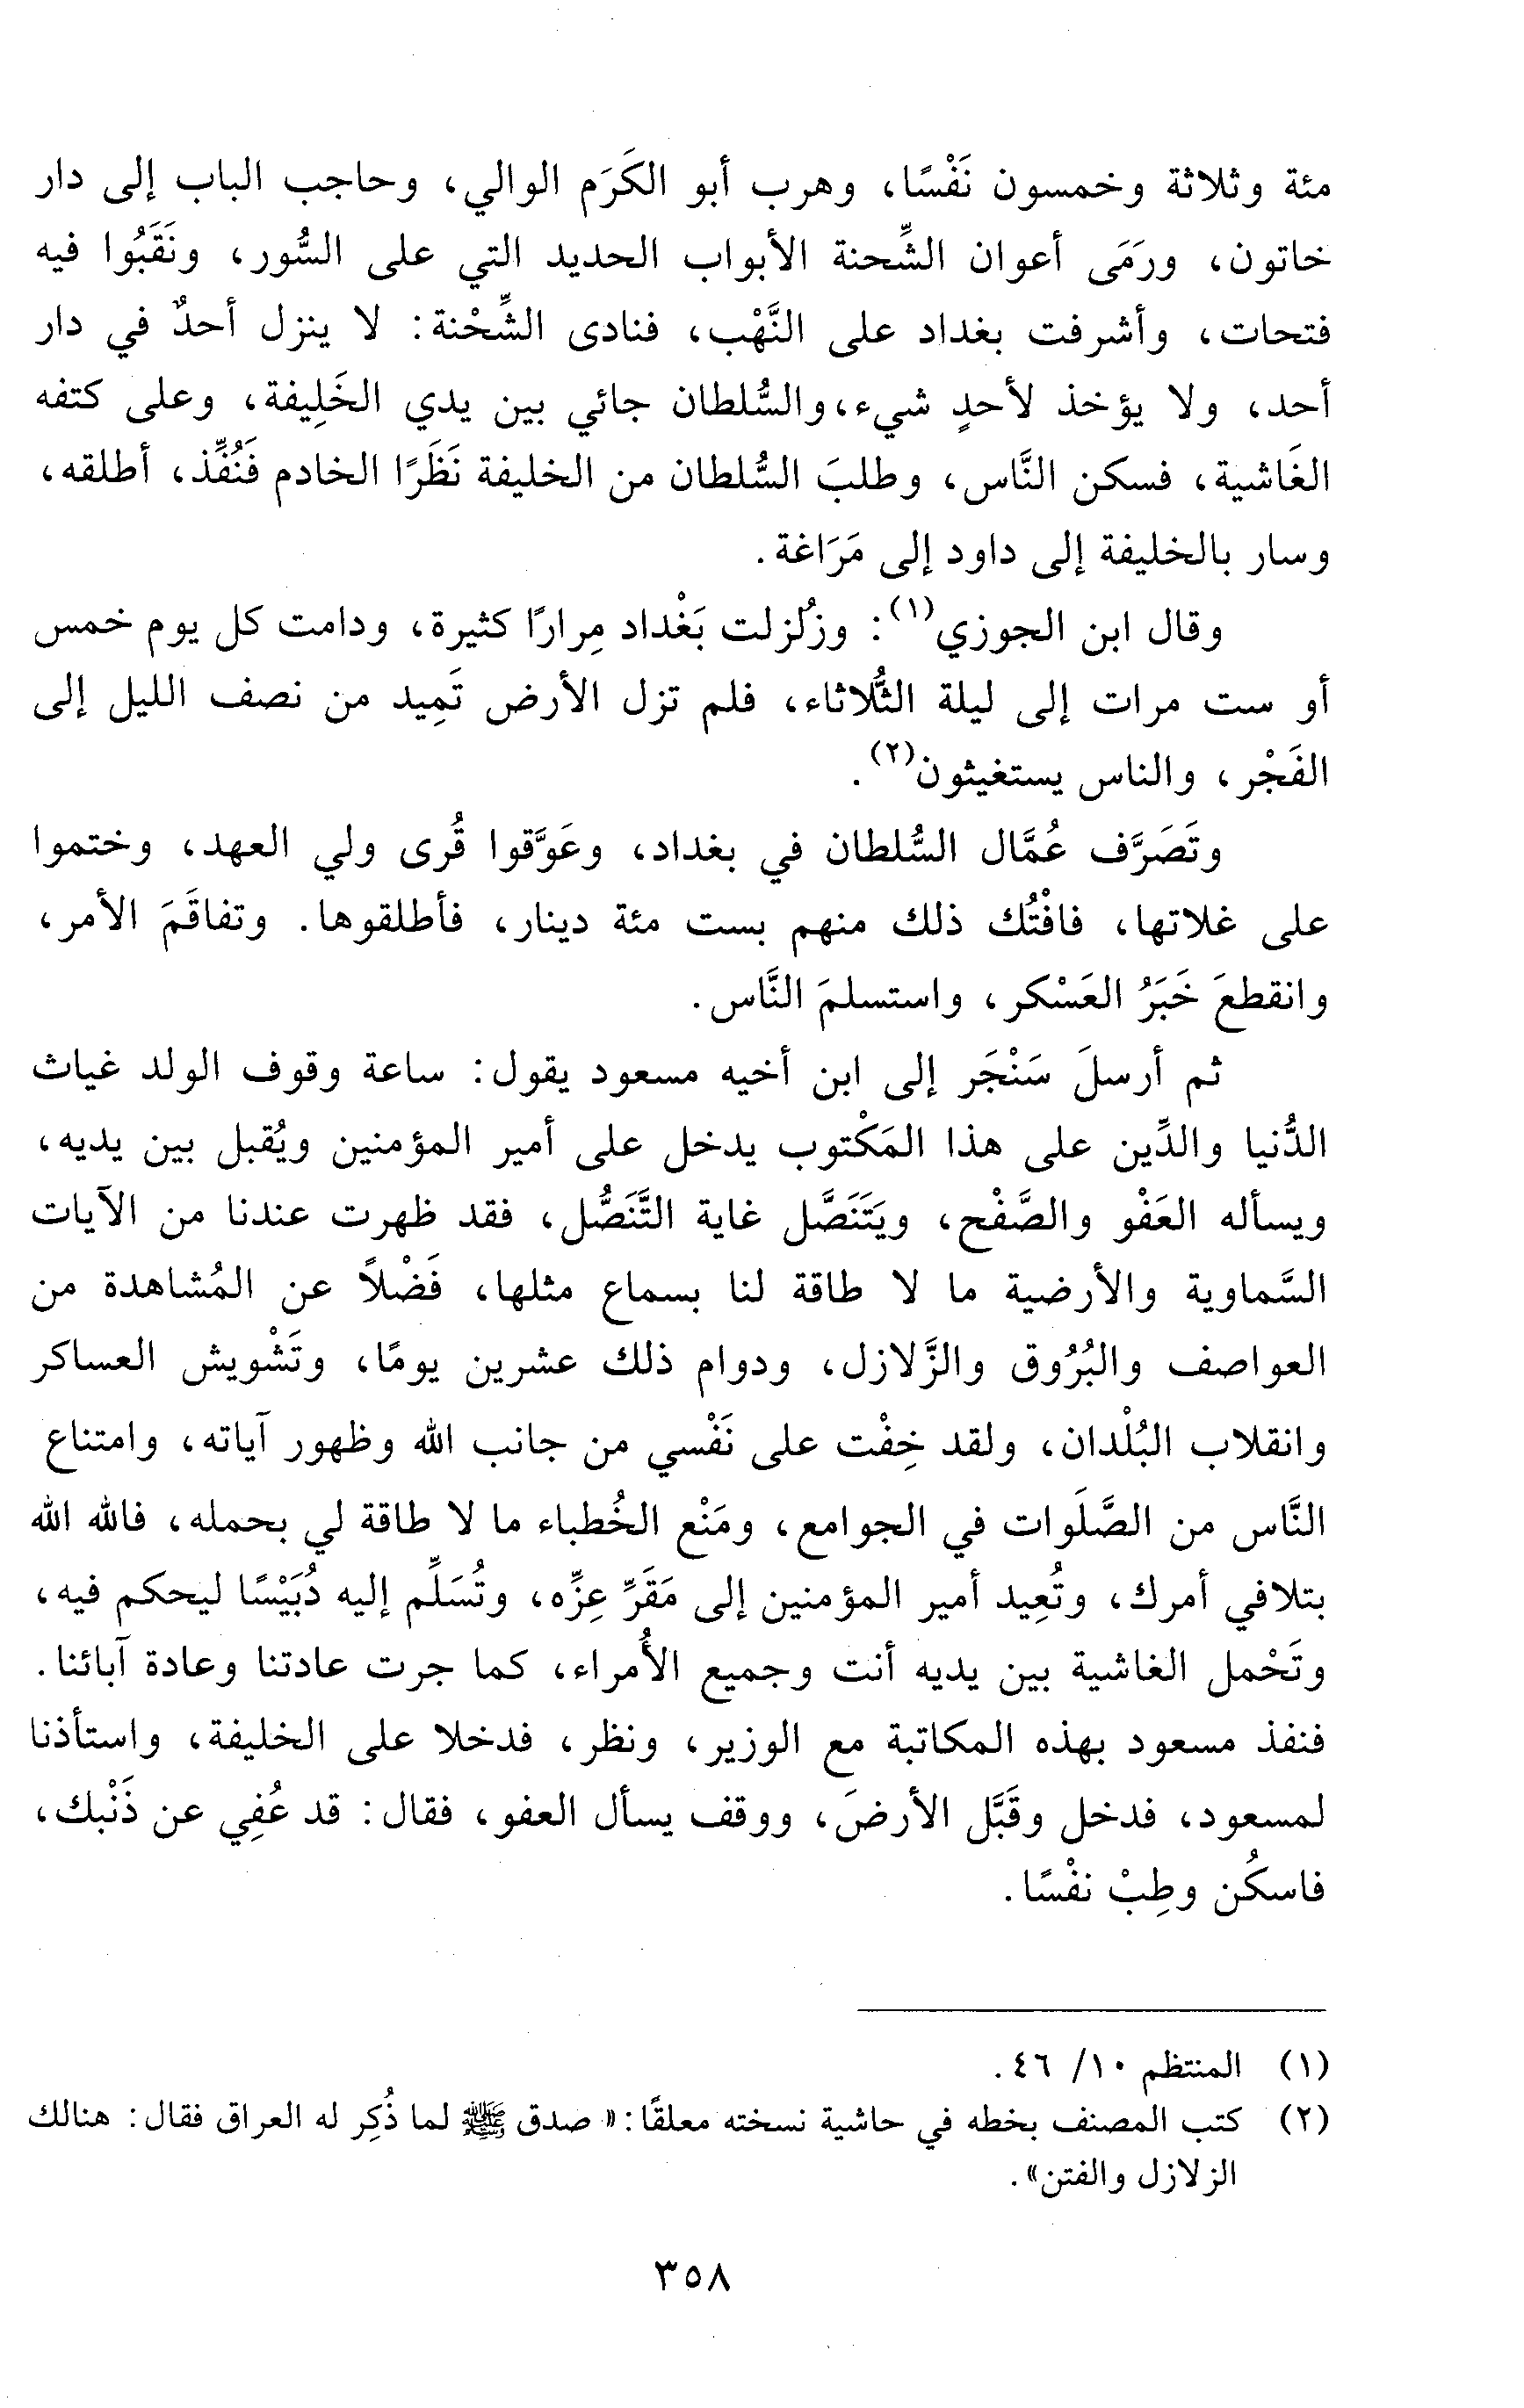 مئة وثلاثة وخمسون نَفْسًا، وهرب أبو الكَرَم الوالي، وحاجب الباب إلى دار
خاتون، ورَمَى أعوان الشِّحنة الأبواب الحديد التي على السُّور، ونَقَبُوا فيه
فتحات، وأشرفت بغداد على النَّهْب، فنادى الشِّحْنة: لا ينزل أحدٌ في دار
أحد، ولا يؤخذ لأحدٍ شيء، والسُّلطان جائي بين يدي الخَلِيفة، وعلى كتفه
الغَاشية، فسكن النَّاس، وطلبَ السُّلطان من الخليفة نَظَرًا الخادم فَنُفِّذ، أطلقه،
وسار بالخليفة إلى داود إلى مَرَاغة.
وقال ابن الجوزي(١): وزُلزلت بَغْداد مِرارًا كثيرة، ودامت كل يوم خمس
أو ست مرات إلى ليلة الثُّلاثاء، فلم تزل الأرض تَمِيد من نصف الليل إلى
الفَجْر، والناس يستغيثون(٢).
وتَصَرَّف عُمَّال السُّلطان في بغداد، وعَوَّقوا قُرى ولي العهد، وختموا
على غلاتها، فافْتُك ذلك منهم بست مئة دينار، فأطلقوها. وتفاقَمَ الأمر،
وانقطعَ خَبَرُ العَسْكر، واستسلمَ النَّاس.
ثم أرسلَ سَنْجَر إلى ابن أخيه مسعود يقول: ساعة وقوف الولد غياث
الدُّنيا والدِّين على هذا المَكْتوب يدخل على أمير المؤمنين ويُقبل بين يديه،
ويسأله العَفْو والصَّفْح، ويَتَنَصَّل غاية التَّنَصُّل، فقد ظهرت عندنا من الآيات
السَّماوية والأرضية ما لا طاقة لنا بسماع مثلها، فَضْلاً عن المُشاهدة من
العواصف والبُرُوق والزَّلازل، ودوام ذلك عشرين يومًا، وتَشْويش العساكر
وانقلاب البُلْدان، ولقد خِفْت على نَفْسي من جانب الله وظهور آياته، وامتناع
النَّاس من الصَّلَوات في الجوامع، ومَنْع الخُطباء ما لا طاقة لي بحمله، فالله الله
بتلافي أمرك، وتُعِيد أمير المؤمنين إلى مَقَرِّ عِزِّه، وتُسَلِّم إليه دُبَيْسًا ليحكم فيه،
وتَحْمل الغاشية بين يديه أنت وجميع الأُمراء، كما جرت عادتنا وعادة آبائنا.
فنفذ مسعود بهذه المكاتبة مع الوزير، ونظر، فدخلا على الخليفة، واستأذنا
لمسعود، فدخل وقَبَّل الأرضَ، ووقف يسأل العفو، فقال: قد عُفِي عن ذَنْبك،
فاسكُن وطِبْ نفْسًا.
(١) المنتظم ١٠/ ٤٦.
(٢) كتب المصنف بخطه في حاشية نسخته معلقًا: «صدق ﷺ لما ذُكِر له العراق فقال: هنالك
الزلازل والفتن».
٣٥٨